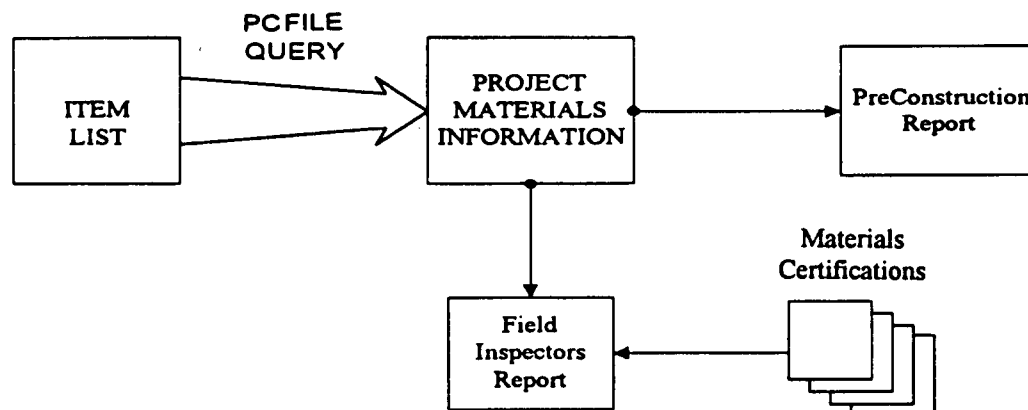 PCFILE
QUERY
ITEM
LIST
PROJECT
MATERIALS
INFORMATION
PreConstruction
Report
Materials
Certifications
Field
Inspectors
Report